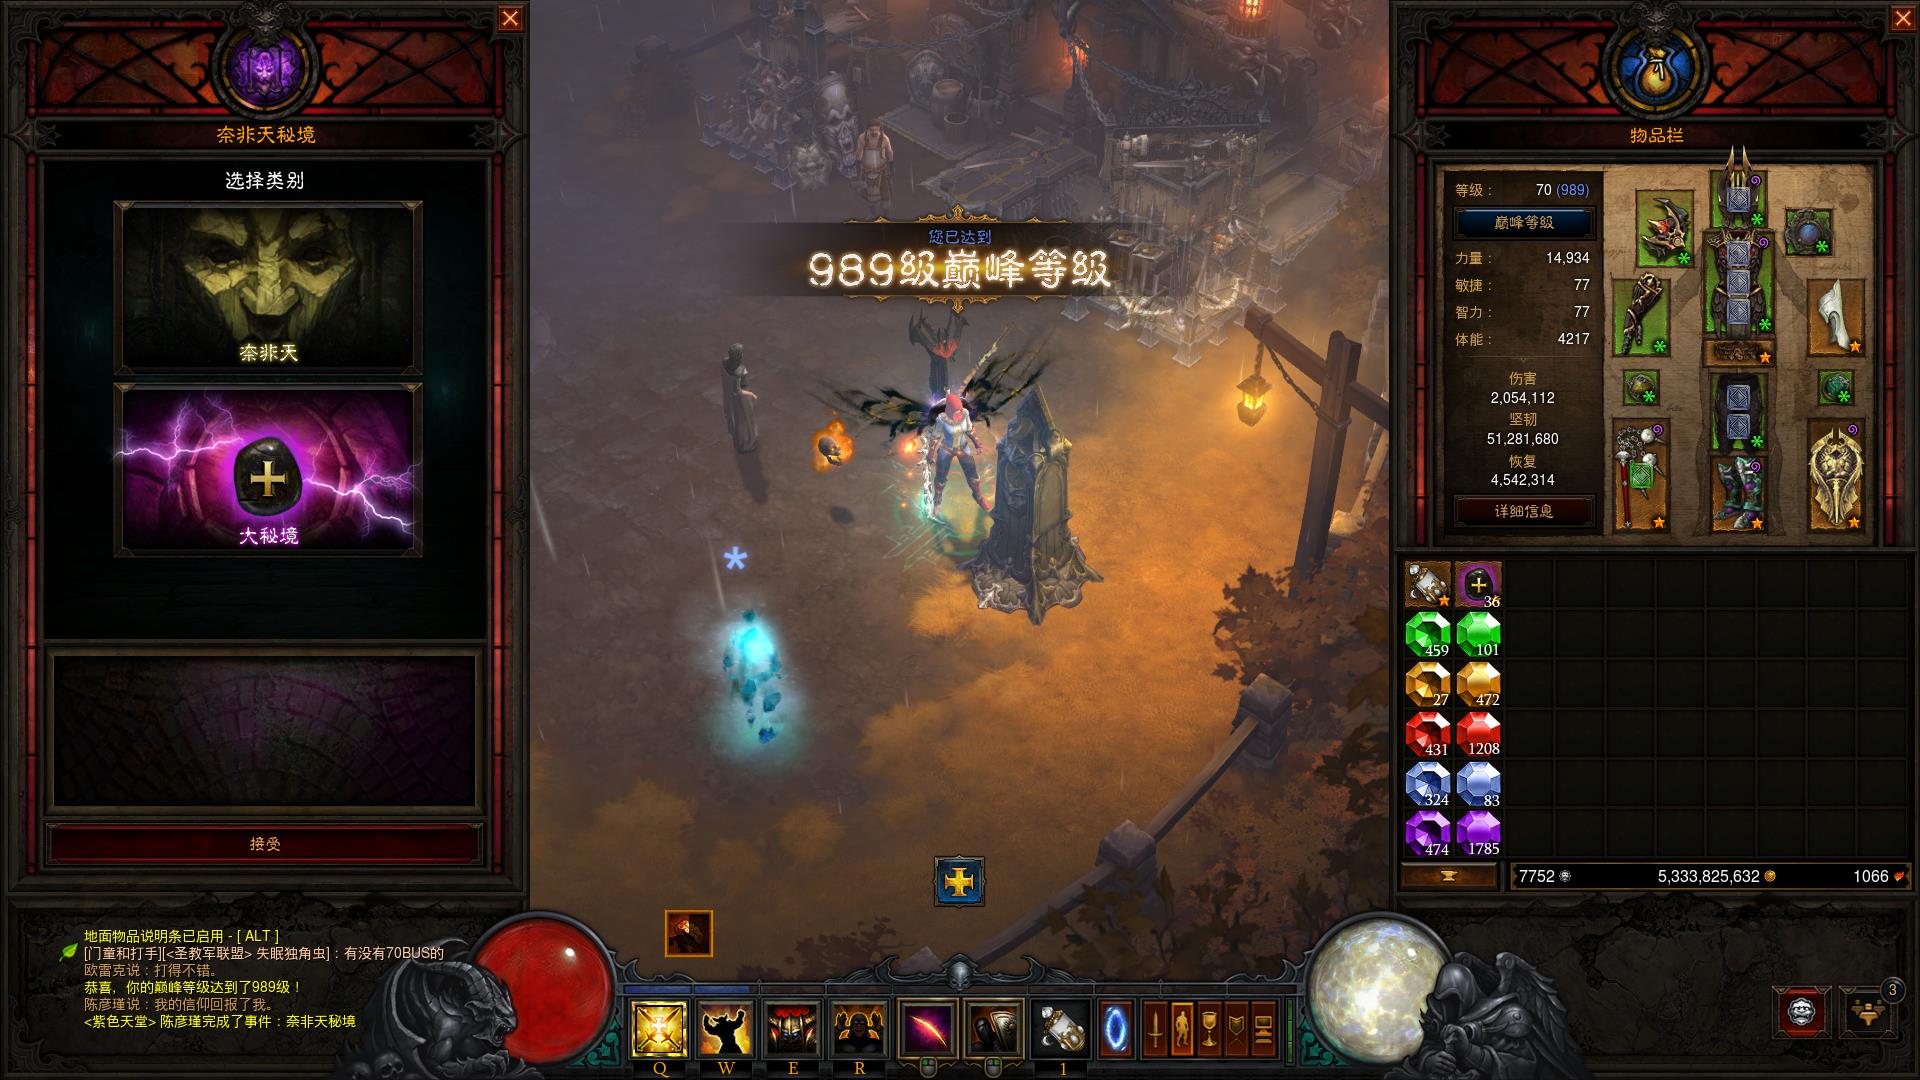 奈非天秘境
选择类别
奈非天
大秘境
接受
您已达到
989级巅峰等级
物品栏
等级： 70 (989)
巅峰等级
力量： 14,934
敏捷： 77
智力： 77
体能： 4217
伤害
2,054,112
坚韧
51,281,680
恢复
4,542,314
详细信息
36
459 101
27 472
431 1208
324 83
474 1785
7752 5,333,825,632 1066
地面物品说明条已启用 - [ ALT ]
[门童和打手][<圣教军联盟> 失眠独角虫]：有没有70BUS的
欧雷克说：打得不错。
恭喜，你的巅峰等级达到了989级！
陈彦瑾说：我的信仰回报了我。
<紫色天堂> 陈彦瑾完成了事件：奈非天秘境
Q W E R 1
3